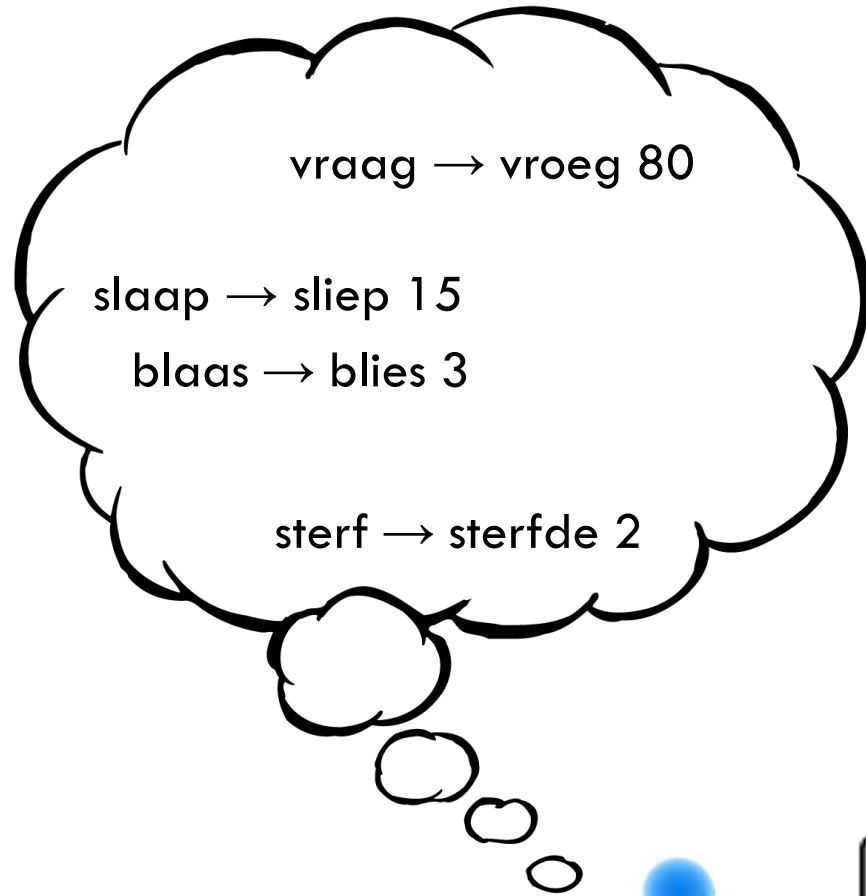 vraag → vroeg 80
slaap → sliep 15
blaas → blies 3
sterf → sterfde 2